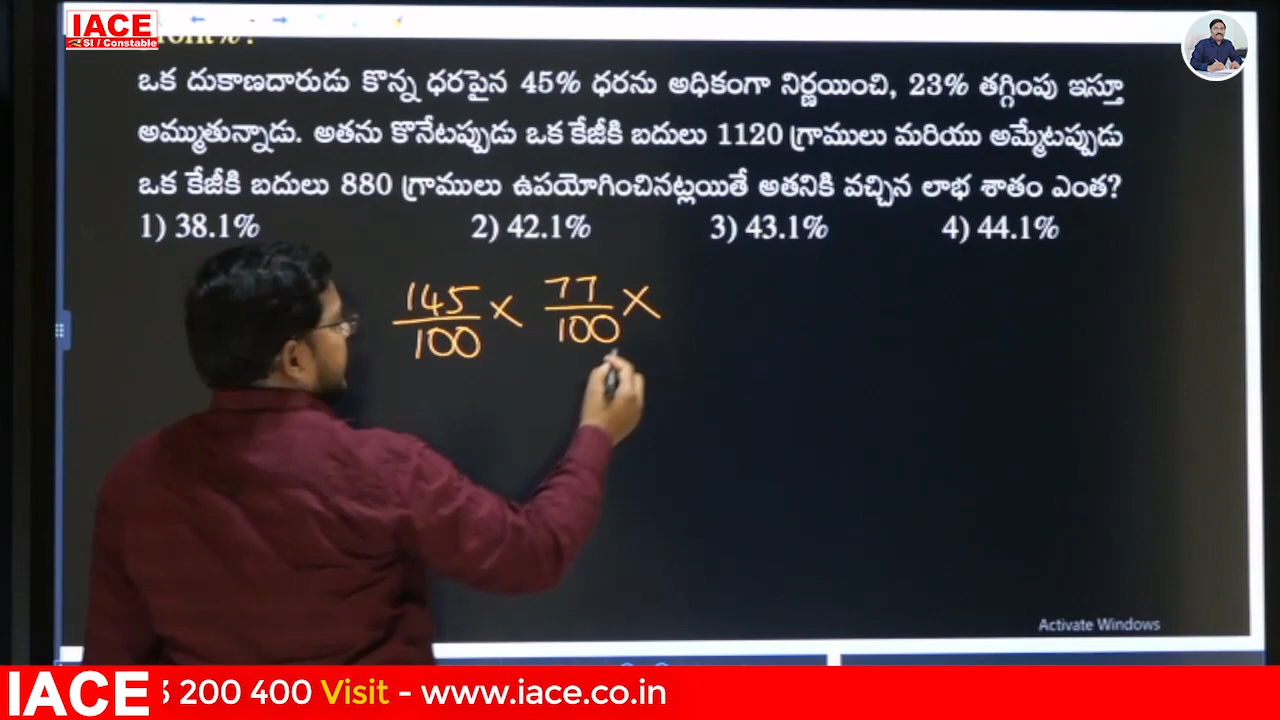 IACE
SI / Constable
ఒక దుకాణదారుడు కొన్న ధరపైన 45% ధరను అధికంగా నిర్ణయించి, 23% తగ్గింపు ఇస్తూ
అమ్ముతున్నాడు. అతను కొనేటప్పుడు ఒక కేజీకి బదులు 1120 గ్రాములు మరియు అమ్మేటప్పుడు
ఒక కేజీకి బదులు 880 గ్రాములు ఉపయోగించినట్లయితే అతనికి వచ్చిన లాభ శాతం ఎంత?
1) 38.1% 2) 42.1% 3) 43.1% 4) 44.1%
145/100 × 77/100 ×
Activate Windows
IACE 200 400 Visit - www.iace.co.in